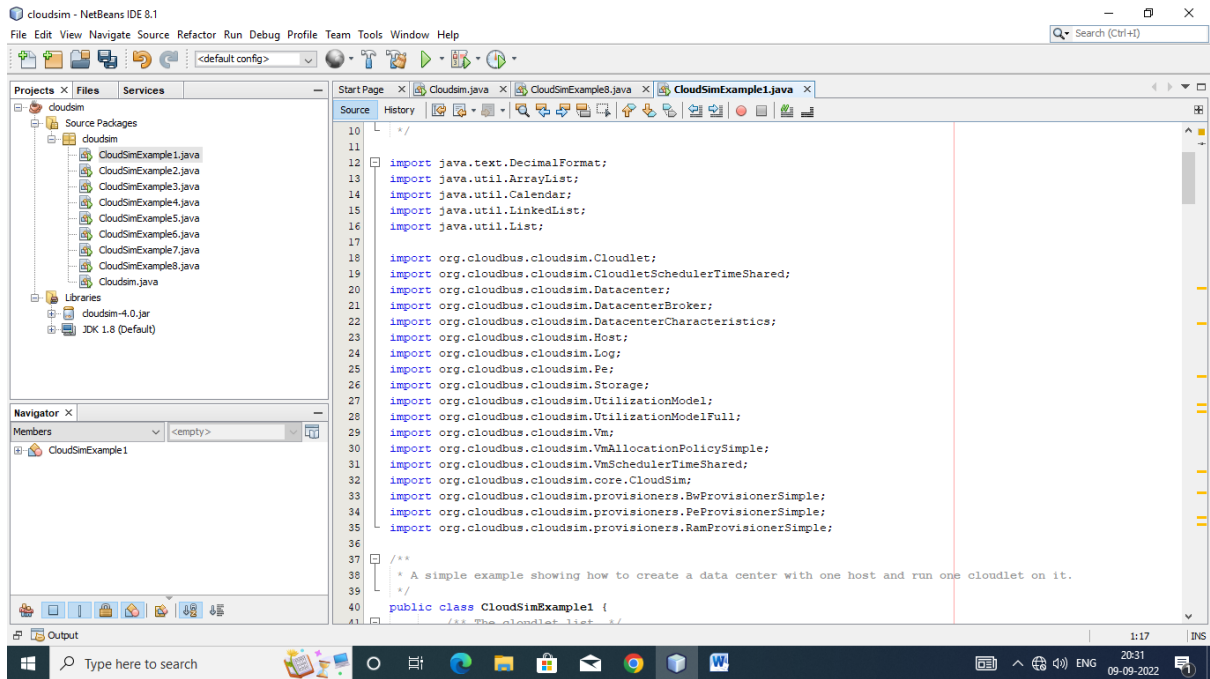 cloudsim - NetBeans IDE 8.1
File Edit View Navigate Source Refactor Run Debug Profile Team Tools Window Help
Search (Ctrl+I)
<default config>
Projects Files Services
Start Page Cloudsim.java CloudSimExample8.java CloudSimExample1.java
Source History
cloudsim
Source Packages
cloudsim
CloudSimExample1.java
CloudSimExample2.java
CloudSimExample3.java
CloudSimExample4.java
CloudSimExample5.java
CloudSimExample6.java
CloudSimExample7.java
CloudSimExample8.java
Cloudsim.java
Libraries
cloudsim-4.0.jar
JDK 1.8 (Default)
Navigator
Members <empty>
CloudSimExample1
10 */
11
12 import java.text.DecimalFormat;
13 import java.util.ArrayList;
14 import java.util.Calendar;
15 import java.util.LinkedList;
16 import java.util.List;
17
18 import org.cloudbus.cloudsim.Cloudlet;
19 import org.cloudbus.cloudsim.CloudletSchedulerTimeShared;
20 import org.cloudbus.cloudsim.Datacenter;
21 import org.cloudbus.cloudsim.DatacenterBroker;
22 import org.cloudbus.cloudsim.DatacenterCharacteristics;
23 import org.cloudbus.cloudsim.Host;
24 import org.cloudbus.cloudsim.Log;
25 import org.cloudbus.cloudsim.Pe;
26 import org.cloudbus.cloudsim.Storage;
27 import org.cloudbus.cloudsim.UtilizationModel;
28 import org.cloudbus.cloudsim.UtilizationModelFull;
29 import org.cloudbus.cloudsim.Vm;
30 import org.cloudbus.cloudsim.VmAllocationPolicySimple;
31 import org.cloudbus.cloudsim.VmSchedulerTimeShared;
32 import org.cloudbus.cloudsim.core.CloudSim;
33 import org.cloudbus.cloudsim.provisioners.BwProvisionerSimple;
34 import org.cloudbus.cloudsim.provisioners.PeProvisionerSimple;
35 import org.cloudbus.cloudsim.provisioners.RamProvisionerSimple;
36
37 /**
38 * A simple example showing how to create a data center with one host and run one cloudlet on it.
39 */
40 public class CloudSimExample1 {
41 /** The cloudlet list. */
Output
1:17 INS
Type here to search
ENG
20:31
09-09-2022